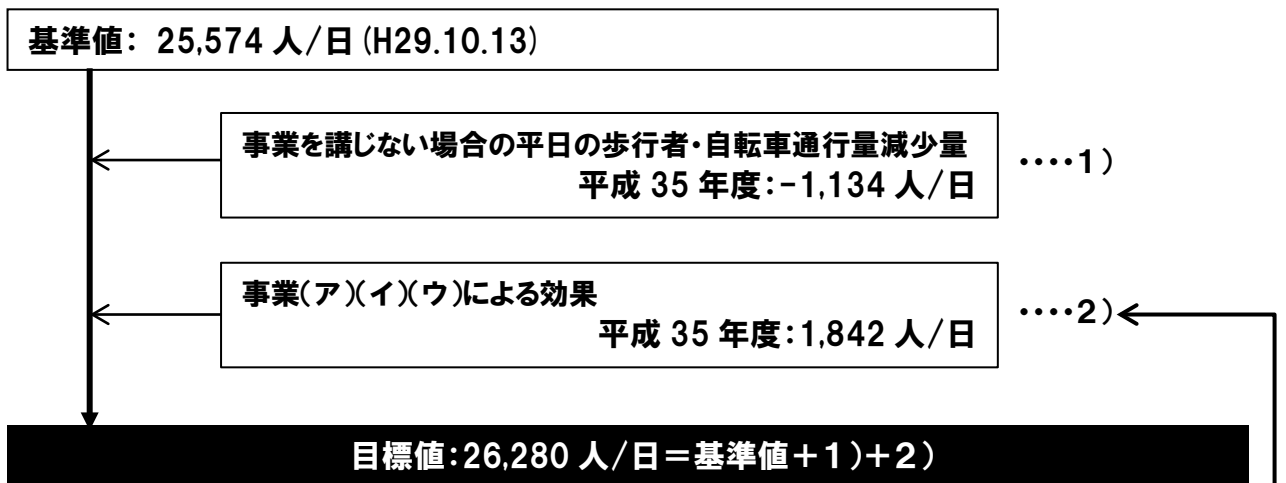 基準値： 25,574 人/日(H29.10.13)
事業を講じない場合の平日の歩行者・自転車通行量減少量
平成 35 年度：-1,134 人/日
・・・・1）
事業（ア）（イ）（ウ）による効果
平成 35 年度：1,842 人/日
・・・・2）
目標値：26,280 人/日＝基準値＋１）＋２）